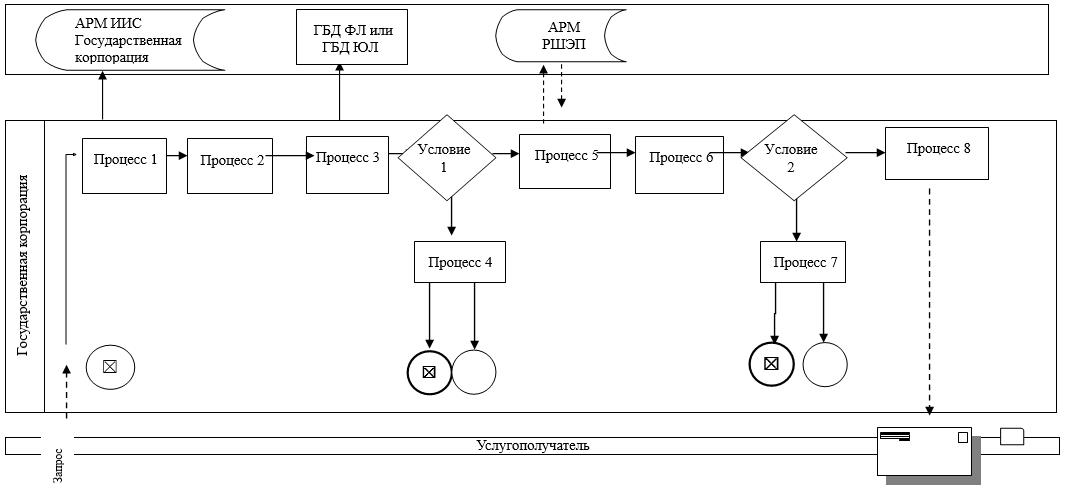 АРМ ИИС
Государственная
корпорация
ГБД ФЛ или
ГБД ЮЛ
АРМ
РШЭП
Государственная корпорация
Процесс 1
Процесс 2
Процесс 3
Условие
1
Процесс 5
Процесс 6
Условие
2
Процесс 8
Процесс 4
Процесс 7
Запрос
Услугополучатель